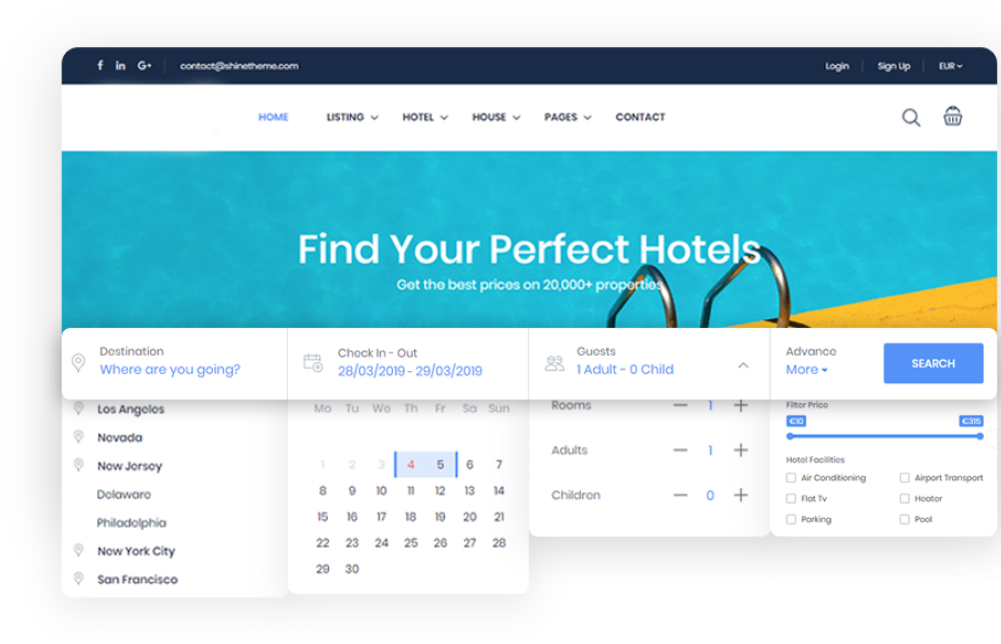 f in G+ contact@shinetheme.com Login Sign Up EUR
HOME LISTING HOTEL HOUSE PAGES CONTACT
Find Your Perfect Hotels
Get the best prices on 20,000+ properties
Destination
Where are you going?
Check In - Out
28/03/2019 - 29/03/2019
Guests
1 Adult - 0 Child
Advance
More
SEARCH
Los Angeles
Nevada
New Jersey
Delaware
Philadelphia
New York City
San Francisco
Mo Tu We Th Fr Sa Sun
1 2 3 4 5 6 7
8 9 10 11 12 13 14
15 16 17 18 19 20 21
22 23 24 25 26 27 28
29 30
Rooms — 1 +
Adults — 1 +
Children — 0 +
Filter Price
€10 €315
Hotel Facilities
Air Conditioning Airport Transport
Flat Tv Heater
Parking Pool